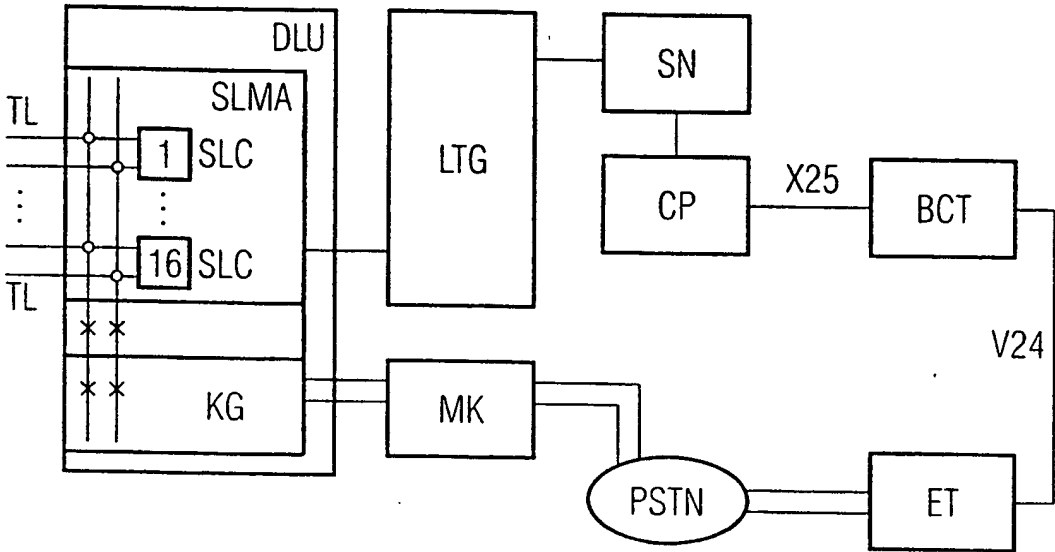 DLU
SLMA
TL
1 SLC
16 SLC
TL
KG
LTG
SN
CP
X25
BCT
V24
MK
PSTN
ET